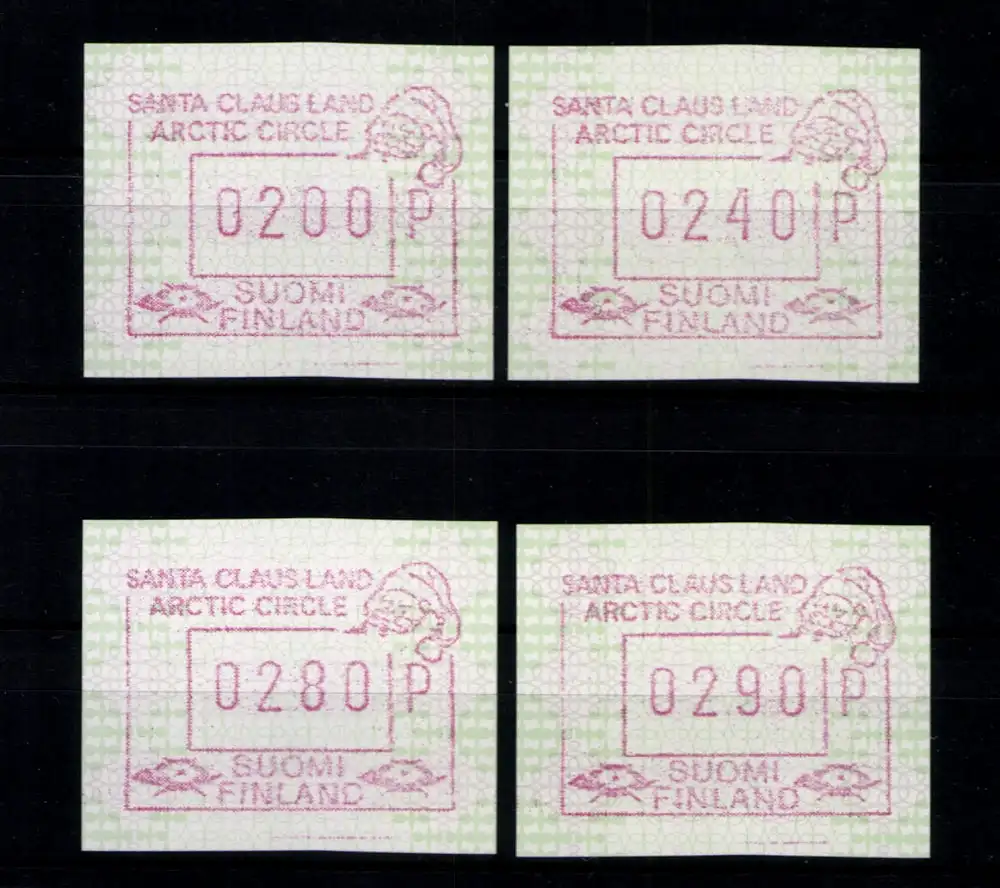 SANTA CLAUS LAND
ARCTIC CIRCLE
0200 P
SUOMI
FINLAND
SANTA CLAUS LAND
ARCTIC CIRCLE
0240 P
SUOMI
FINLAND
SANTA CLAUS LAND
ARCTIC CIRCLE
0280 P
SUOMI
FINLAND
SANTA CLAUS LAND
ARCTIC CIRCLE
0290 P
SUOMI
FINLAND